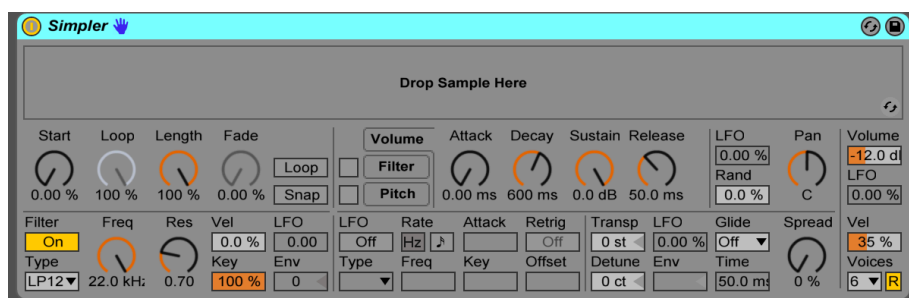 Simpler
Drop Sample Here
Start Loop Length Fade Volume Attack Decay Sustain Release LFO Pan Volume
0.00 % -12.0 dB
Loop Filter Rand LFO
0.00 % 100 % 100 % 0.00 % Snap Pitch 0.00 ms 600 ms 0.0 dB 50.0 ms 0.0 % C 0.00 %
Filter Freq Res Vel LFO LFO Rate Attack Retrig Transp LFO Glide Spread Vel
On 0.0 % 0.00 Off Hz Off 0 st 0.00 % Off 35 %
Type Key Env Type Freq Key Offset Detune Env Time Voices
LP12 22.0 kHz 0.70 100 % 0 0 ct 50.0 ms 0 % 6 R